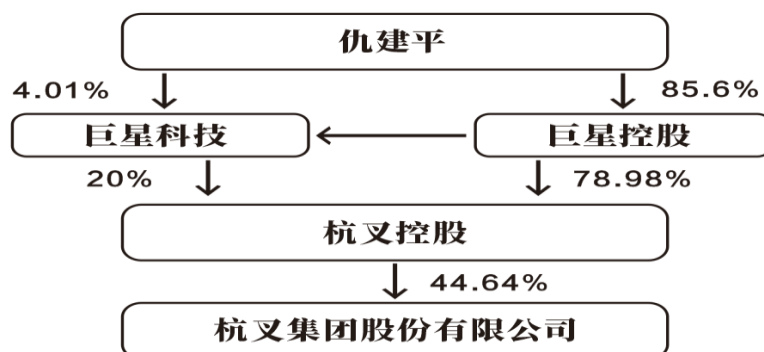 仇建平
4.01%
85.6%
巨星科技
巨星控股
20%
78.98%
杭叉控股
44.64%
杭叉集团股份有限公司